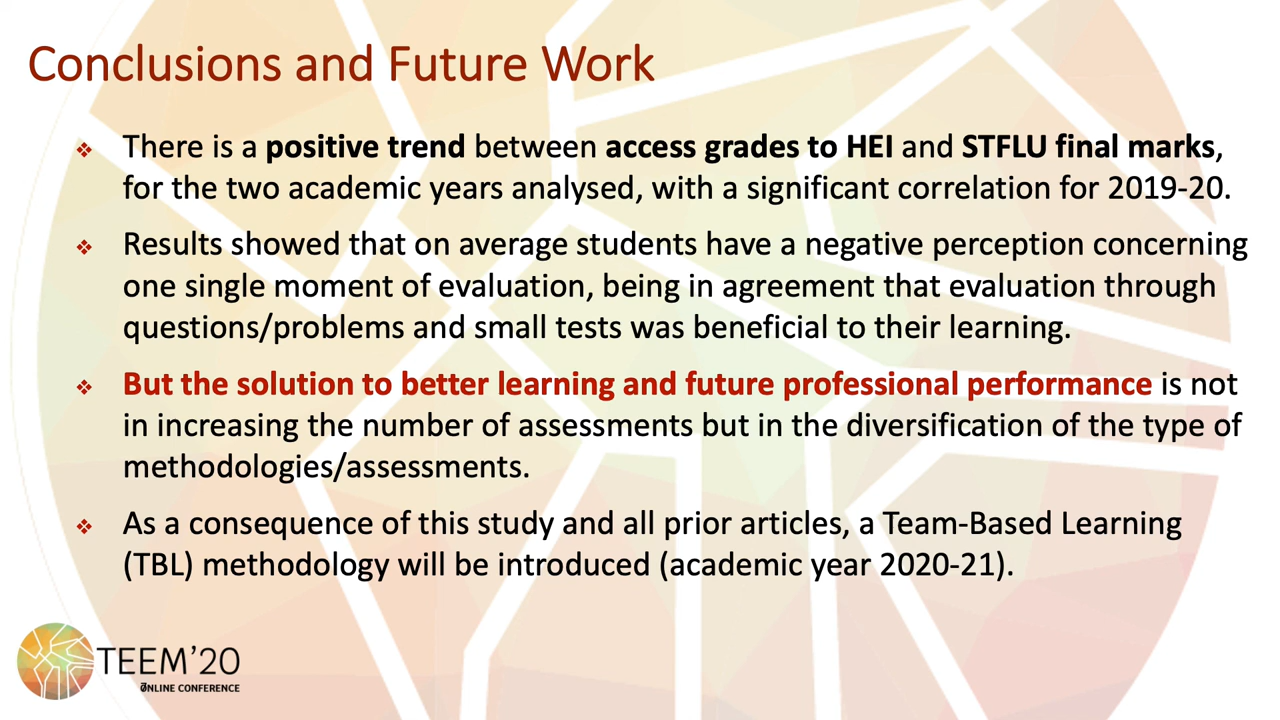 Conclusions and Future Work
There is a positive trend between access grades to HEI and STFLU final marks,
for the two academic years analysed, with a significant correlation for 2019-20.
Results showed that on average students have a negative perception concerning
one single moment of evaluation, being in agreement that evaluation through
questions/problems and small tests was beneficial to their learning.
But the solution to better learning and future professional performance is not
in increasing the number of assessments but in the diversification of the type of
methodologies/assessments.
As a consequence of this study and all prior articles, a Team-Based Learning
(TBL) methodology will be introduced (academic year 2020-21).
TEEM'20
ONLINE CONFERENCE